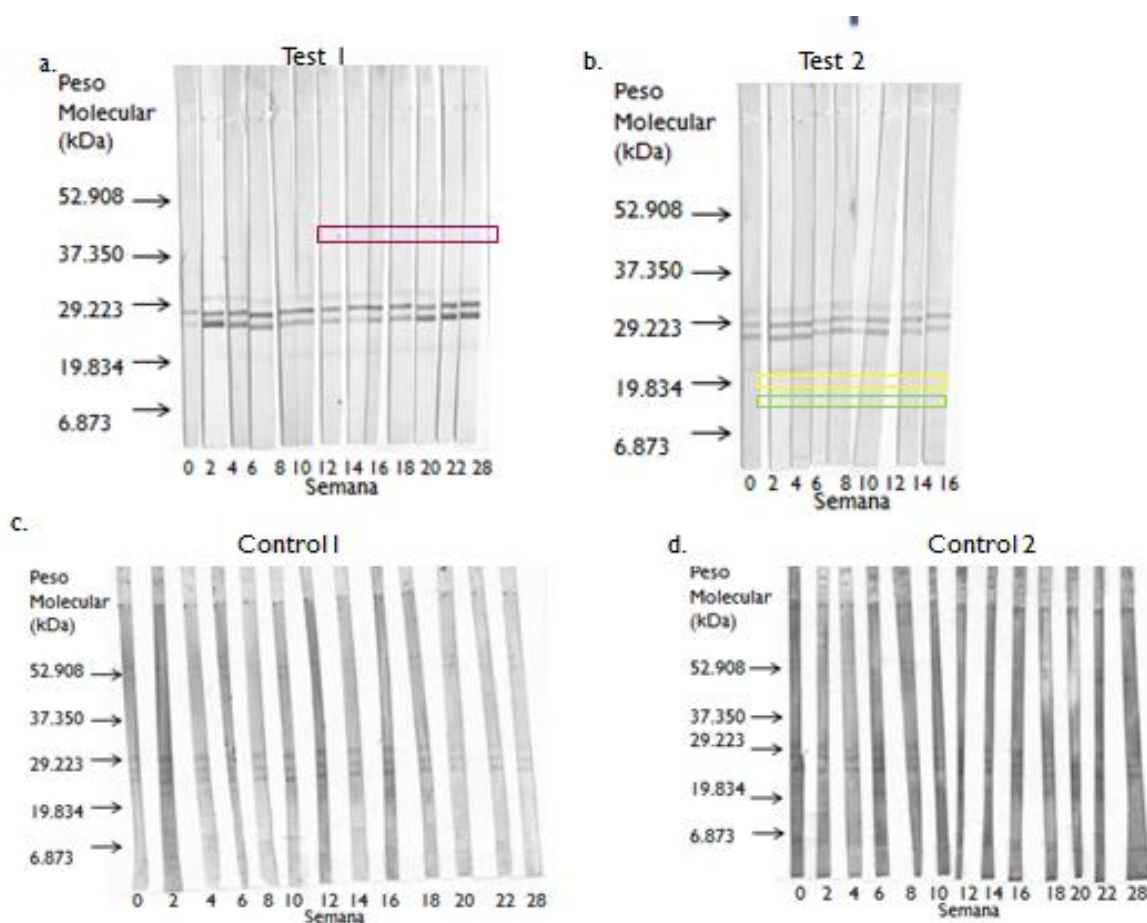 a.
Test 1
Peso
Molecular
(kDa)
52.908
37.350
29.223
19.834
6.873
0 2 4 6 8 10 12 14 16 18 20 22 28
Semana
b.
Test 2
Peso
Molecular
(kDa)
52.908
37.350
29.223
19.834
6.873
0 2 4 6 8 10 12 14 16
Semana
c.
Control 1
Peso
Molecular
(kDa)
52.908
37.350
29.223
19.834
6.873
0 2 4 6 8 10 12 14 16 18 20 22 28
Semana
d.
Control 2
Peso
Molecular
(kDa)
52.908
37.350
29.223
19.834
6.873
0 2 4 6 8 10 12 14 16 18 20 22 28
Semana